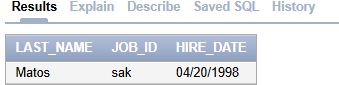 Results Explain Describe Saved SQL History
LAST_NAME JOB_ID HIRE_DATE
Matos sak 04/20/1998